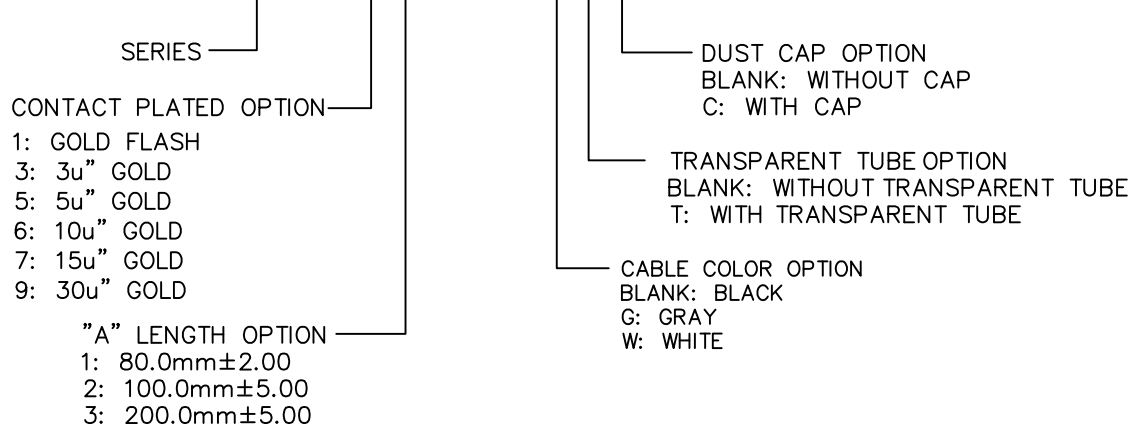 SERIES
CONTACT PLATED OPTION
1: GOLD FLASH
3: 3u" GOLD
5: 5u" GOLD
6: 10u" GOLD
7: 15u" GOLD
9: 30u" GOLD
"A" LENGTH OPTION
1: 80.0mm±2.00
2: 100.0mm±5.00
3: 200.0mm±5.00
DUST CAP OPTION
BLANK: WITHOUT CAP
C: WITH CAP
TRANSPARENT TUBE OPTION
BLANK: WITHOUT TRANSPARENT TUBE
T: WITH TRANSPARENT TUBE
CABLE COLOR OPTION
BLANK: BLACK
G: GRAY
W: WHITE